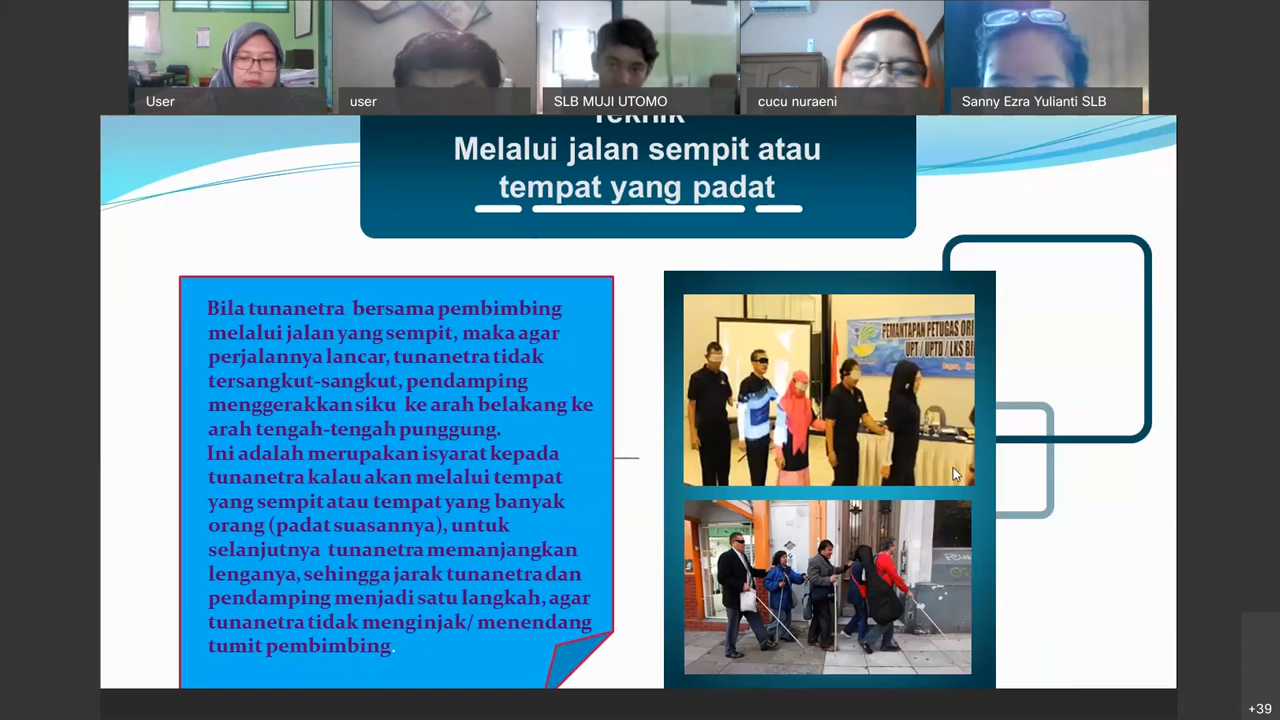 User
user
SLB MUJI UTOMO
cucu nuraeni
Sanny Ezra Yulianti SLB
Teknik
Melalui jalan sempit atau
tempat yang padat
Bila tunanetra bersama pembimbing
melalui jalan yang sempit, maka agar
perjalannya lancar, tunanetra tidak
tersangkut-sangkut, pendamping
menggerakkan siku ke arah belakang ke
arah tengah-tengah punggung.
Ini adalah merupakan isyarat kepada
tunanetra kalau akan melalui tempat
yang sempit atau tempat yang banyak
orang (padat suasannya), untuk
selanjutnya tunanetra memanjangkan
lenganya, sehingga jarak tunanetra dan
pendamping menjadi satu langkah, agar
tunanetra tidak menginjak/ menendang
tumit pembimbing.
PEMANTAPAN PETUGAS ORI
UPT / UPTD / LKS BI
+39